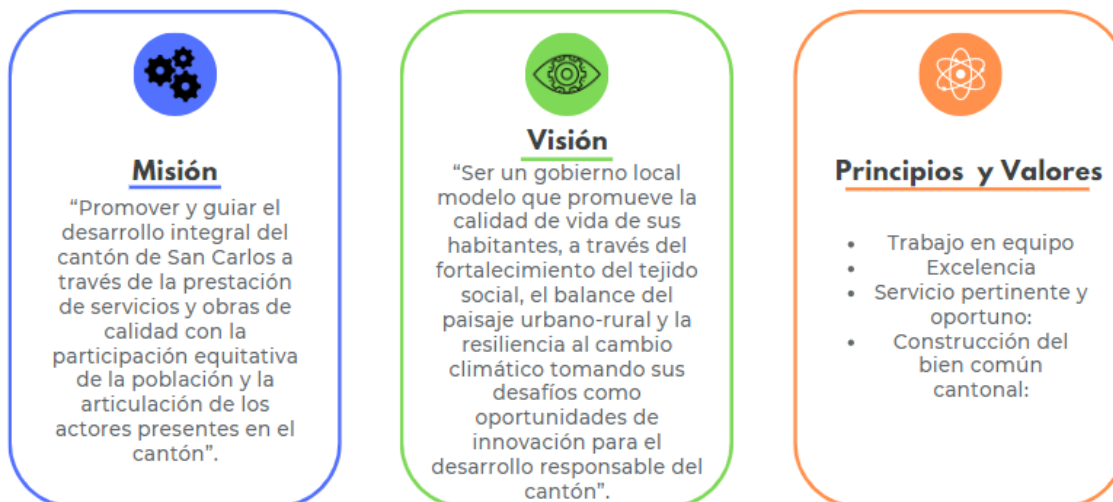 Misión
“Promover y guiar el
desarrollo integral del
cantón de San Carlos a
través de la prestación
de servicios y obras de
calidad con la
participación equitativa
de la población y la
articulación de los
actores presentes en el
cantón”.
Visión
“Ser un gobierno local
modelo que promueve la
calidad de vida de sus
habitantes, a través del
fortalecimiento del tejido
social, el balance del
paisaje urbano-rural y la
resiliencia al cambio
climático tomando sus
desafíos como
oportunidades de
innovación para el
desarrollo responsable del
cantón”.
Principios y Valores
• Trabajo en equipo
• Excelencia
• Servicio pertinente y
oportuno:
• Construcción del
bien común
cantonal: